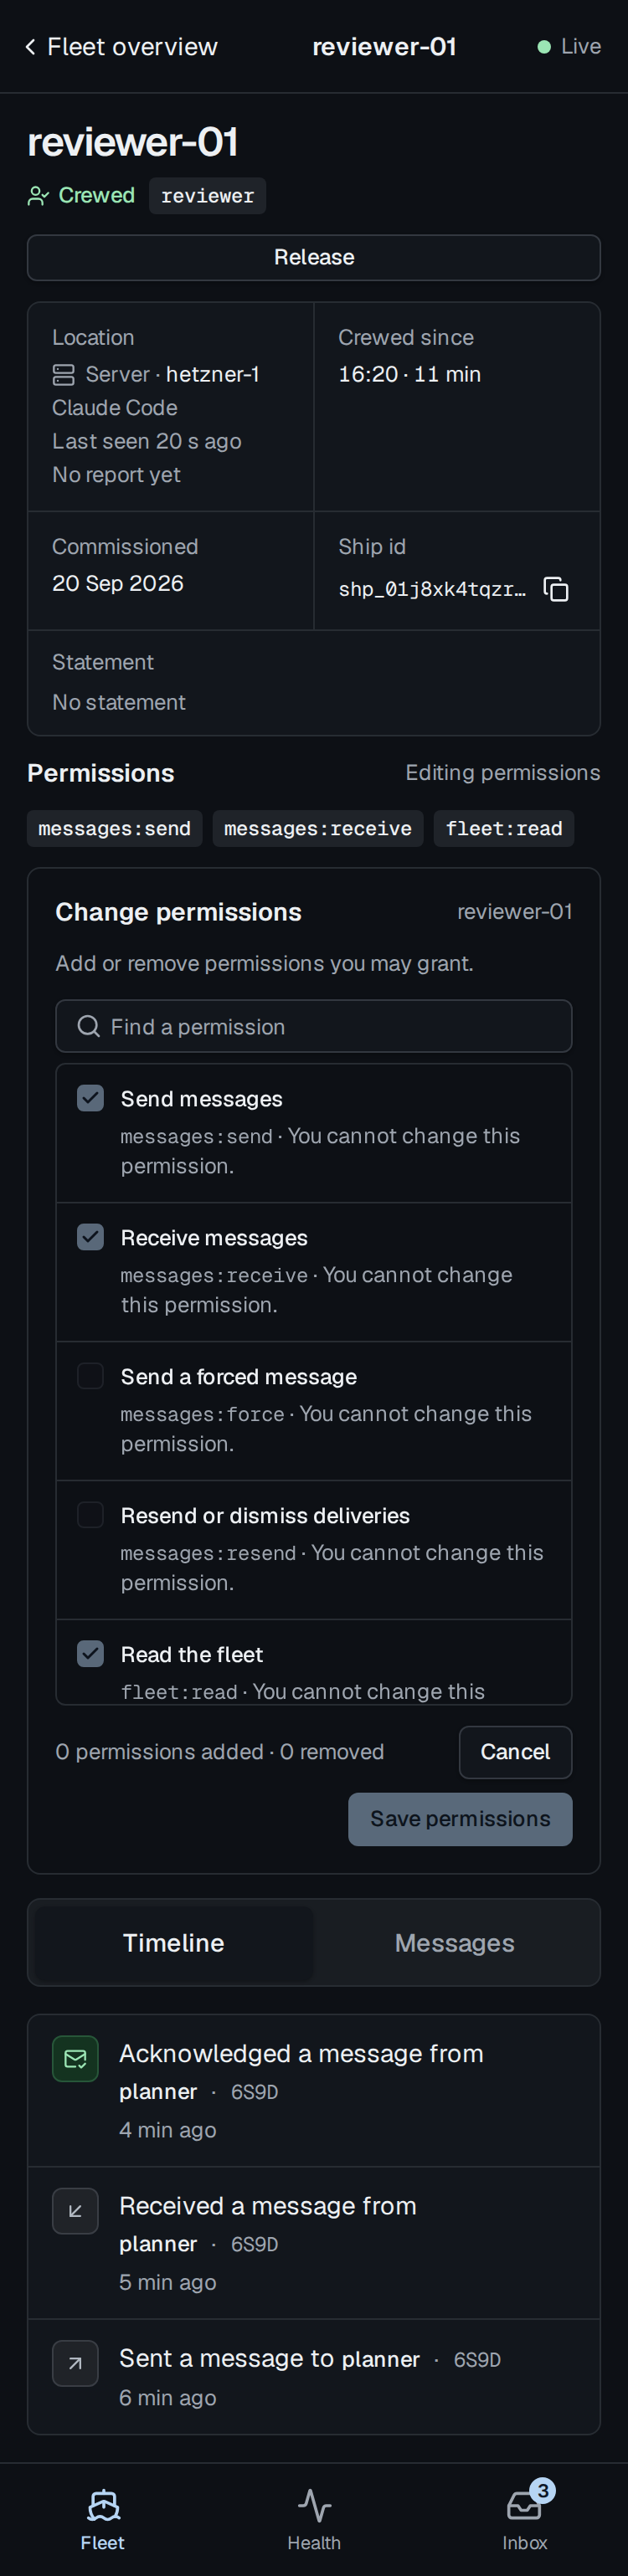 Fleet overview
reviewer-01
Live
reviewer-01
Crewed
reviewer
Release
Location
Server · hetzner-1
Claude Code
Last seen 20 s ago
No report yet
Crewed since
16:20 · 11 min
Commissioned
20 Sep 2026
Ship id
shp_01j8xk4tqzr…
Statement
No statement
Permissions
Editing permissions
messages:send
messages:receive
fleet:read
Change permissions
reviewer-01
Add or remove permissions you may grant.
Find a permission
Send messages
messages:send · You cannot change this
permission.
Receive messages
messages:receive · You cannot change
this permission.
Send a forced message
messages:force · You cannot change this
permission.
Resend or dismiss deliveries
messages:resend · You cannot change this
permission.
Read the fleet
fleet:read · You cannot change this
0 permissions added · 0 removed
Cancel
Save permissions
Timeline
Messages
Acknowledged a message from
planner · 6S9D
4 min ago
Received a message from
planner · 6S9D
5 min ago
Sent a message to planner · 6S9D
6 min ago
3
Fleet
Health
Inbox